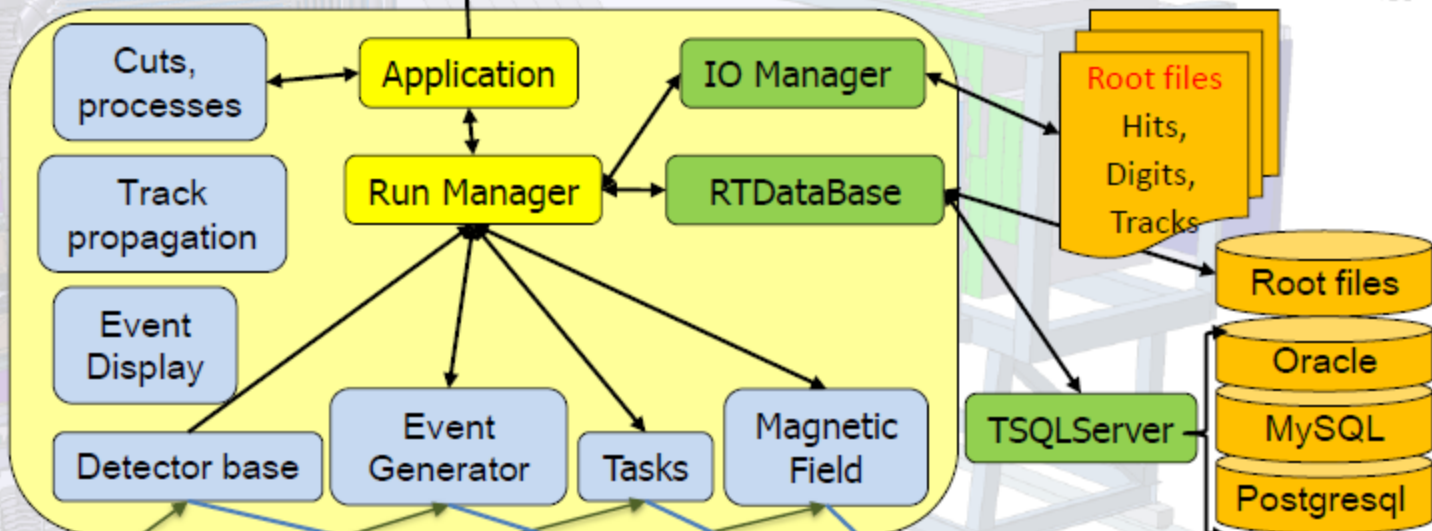 Cuts,
processes
Application
IO Manager
Root files
Hits,
Digits,
Tracks
Track
propagation
Run Manager
RTDataBase
Root files
Event
Display
Oracle
Event
Generator
Magnetic
Field
TSQLServer
MySQL
Detector base
Tasks
Postgresql